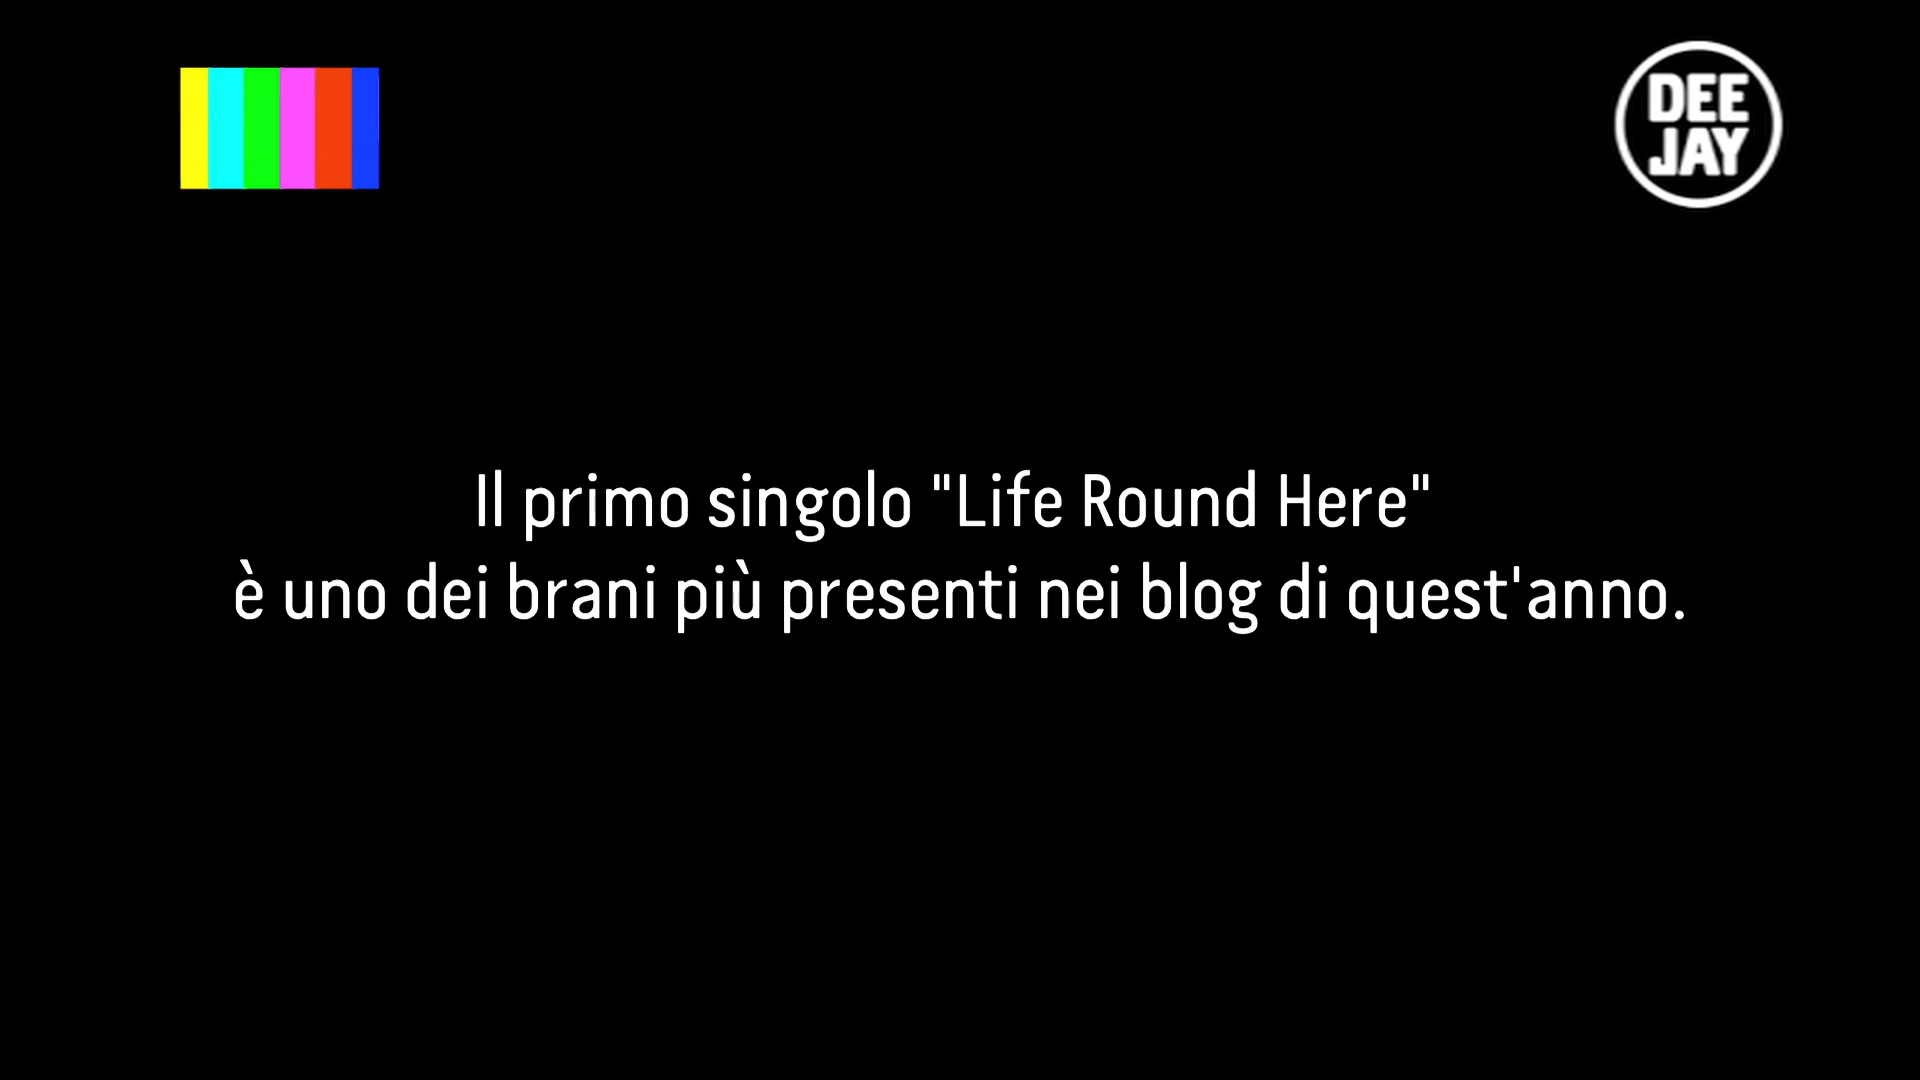 DEE
JAY
Il primo singolo "Life Round Here"
è uno dei brani più presenti nei blog di quest'anno.